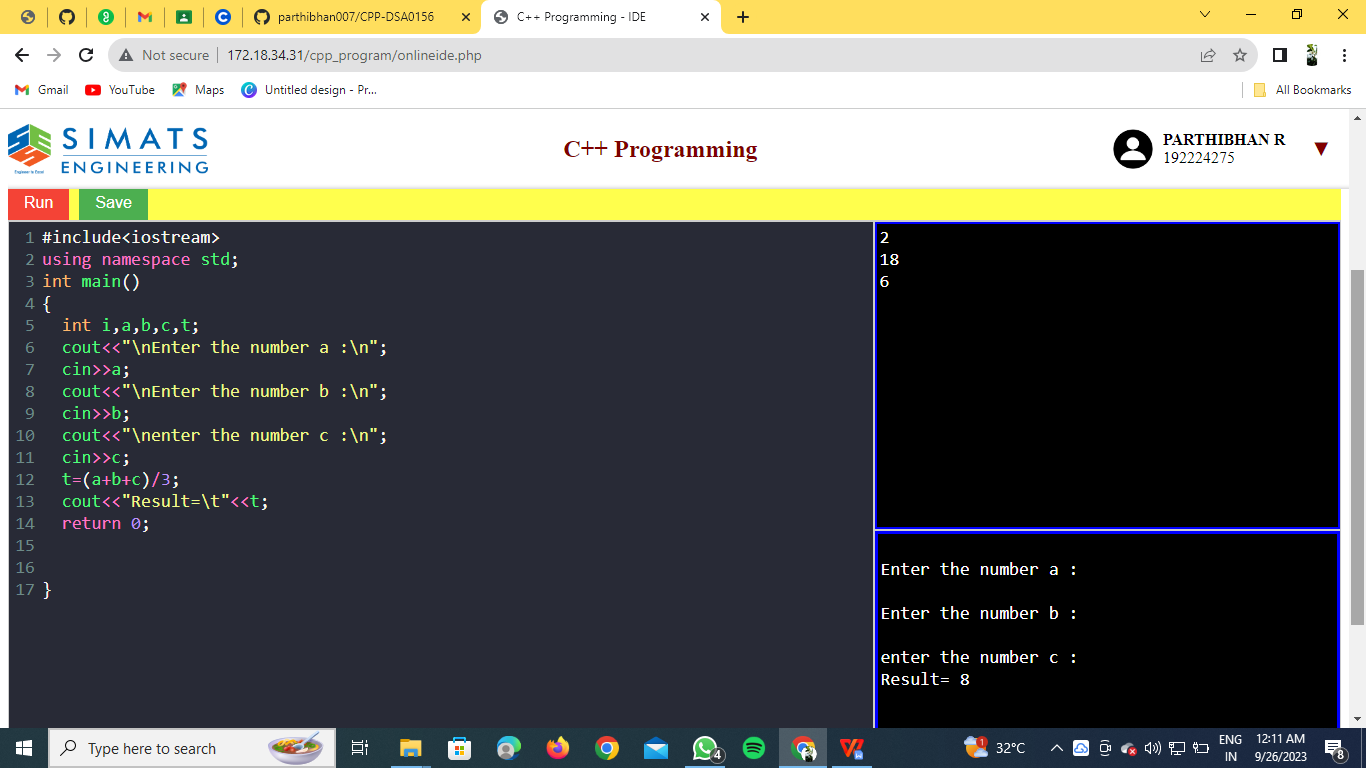 parthibhan007/CPP-DSA0156
C++ Programming - IDE
Not secure
172.18.34.31/cpp_program/onlineide.php
Gmail
YouTube
Maps
Untitled design - Pr...
All Bookmarks
SIMATS
ENGINEERING
C++ Programming
PARTHIBHAN R
192224275
Run
Save
1 #include<iostream>
2 using namespace std;
3 int main()
4 {
5 int i,a,b,c,t;
6 cout<<"\nEnter the number a :\n";
7 cin>>a;
8 cout<<"\nEnter the number b :\n";
9 cin>>b;
10 cout<<"\nenter the number c :\n";
11 cin>>c;
12 t=(a+b+c)/3;
13 cout<<"Result=\t"<<t;
14 return 0;
15
16
17 }
2
18
6
Enter the number a :
Enter the number b :
enter the number c :
Result= 8
Type here to search
4
1
32°C
ENG
IN
12:11 AM
9/26/2023
8